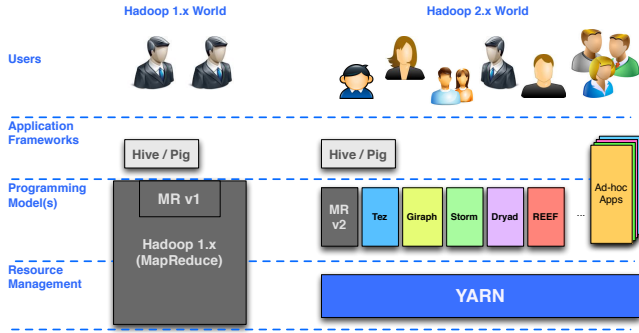 Hadoop 1.x World
Hadoop 2.x World
Users
Application
Frameworks
Hive / Pig
Hive / Pig
Programming
Model(s)
MR v1
Hadoop 1.x
(MapReduce)
MR
v2
Tez
Giraph
Storm
Dryad
REEF
...
Ad-hoc
Apps
Resource
Management
YARN